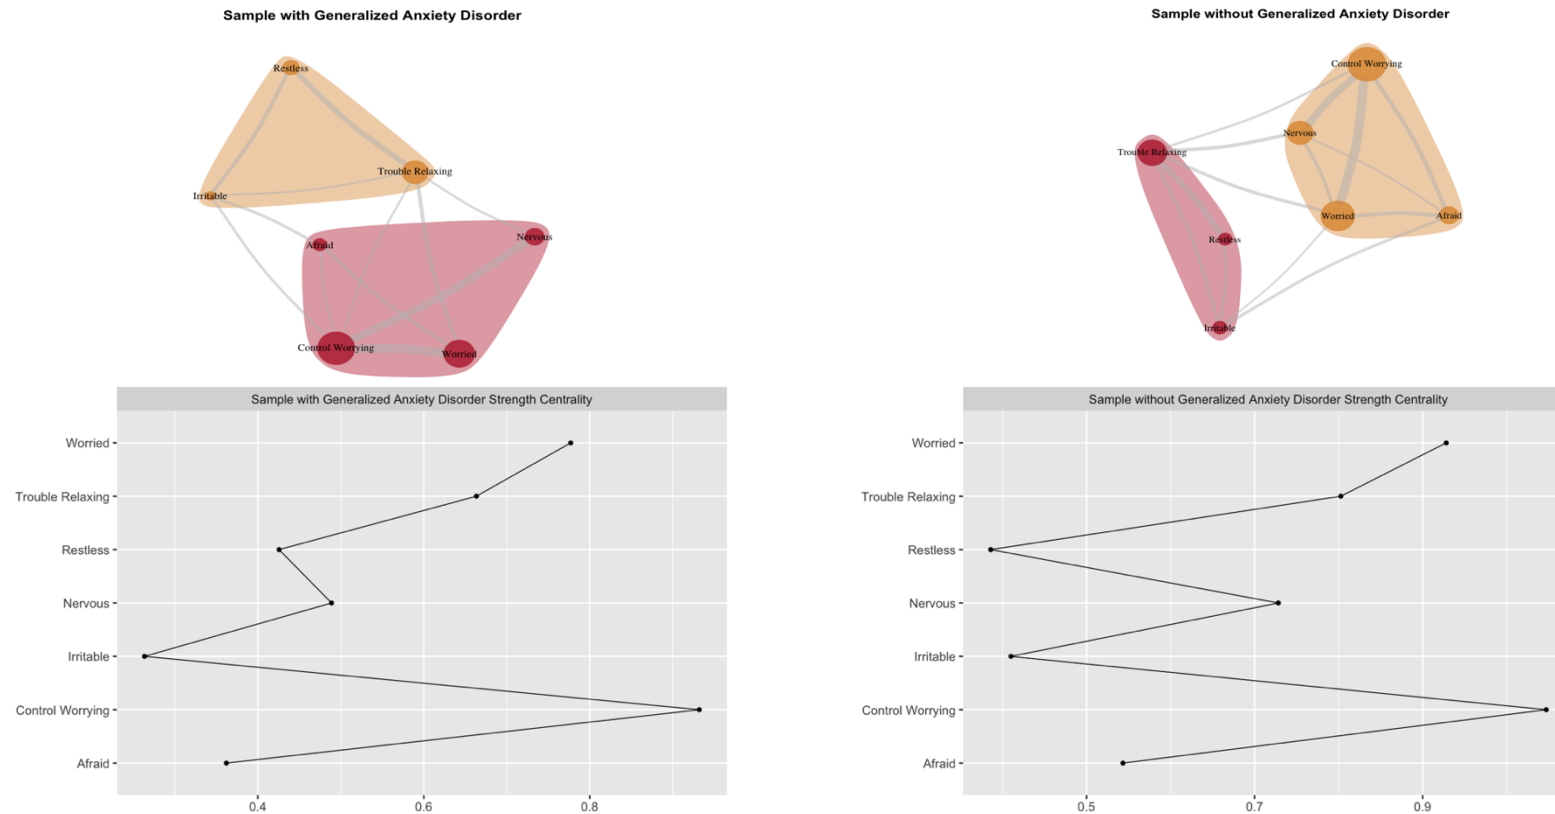 Sample with Generalized Anxiety Disorder
Restless
Trouble Relaxing
Irritable
Afraid
Nervous
Control Worrying
Worried
Sample without Generalized Anxiety Disorder
Control Worrying
Nervous
Trouble Relaxing
Worried
Afraid
Restless
Irritable
Sample with Generalized Anxiety Disorder Strength Centrality
Worried
Trouble Relaxing
Restless
Nervous
Irritable
Control Worrying
Afraid
0.4 0.6 0.8
Sample without Generalized Anxiety Disorder Strength Centrality
Worried
Trouble Relaxing
Restless
Nervous
Irritable
Control Worrying
Afraid
0.5 0.7 0.9